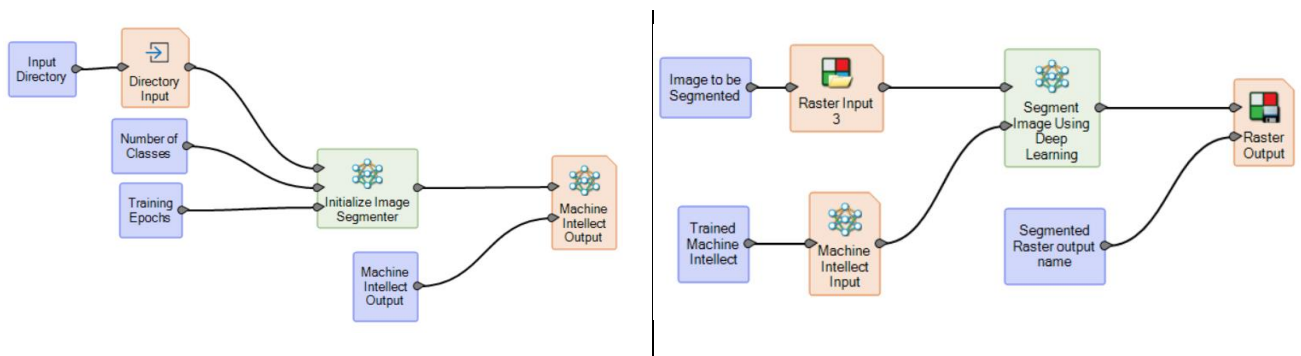 Input
Directory
Directory
Input
Number of
Classes
Training
Epochs
Initialize Image
Segmenter
Machine
Intellect
Output
Machine
Intellect
Output
Image to be
Segmented
Raster Input
3
Segment
Image Using
Deep
Learning
Raster
Output
Trained
Machine
Intellect
Machine
Intellect
Input
Segmented
Raster output
name